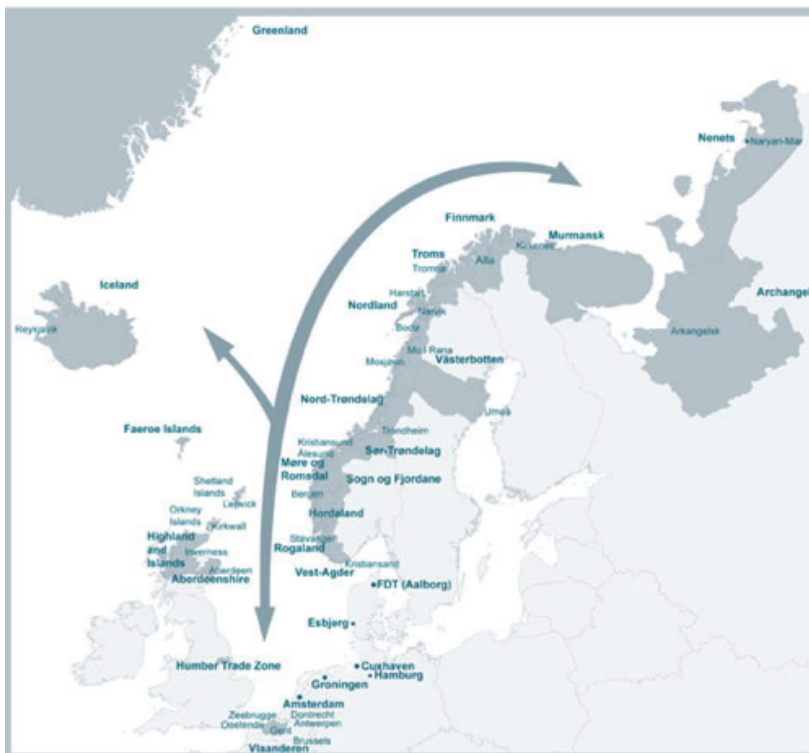 Greenland
Nenets
Naryan-Mar
Finnmark
Murmansk
Kirkenes
Troms
Alta
Tromsø
Iceland
Harstad
Archangel
Nordland
Narvik
Reykjavik
Bodø
Arkangelsk
Mo i Rana
Mosjøen
Västerbotten
Nord-Trøndelag
Umeå
Faeroe Islands
Trondheim
Kristiansund
Ålesund
Sør-Trøndelag
Møre og
Romsdal
Sogn og Fjordane
Shetland
Islands
Lerwick
Bergen
Orkney
Islands
Hordaland
Kirkwall
Highland
and
Islands
Stavanger
Inverness
Rogaland
Aberdeen
Kristiansand
Aberdeenshire
Vest-Agder
FDT (Aalborg)
Esbjerg
Humber Trade Zone
Cuxhaven
Hamburg
Groningen
Amsterdam
Zeebrugge
Dordrecht
Oostende
Antwerpen
Gent
Brussels
Vlaanderen